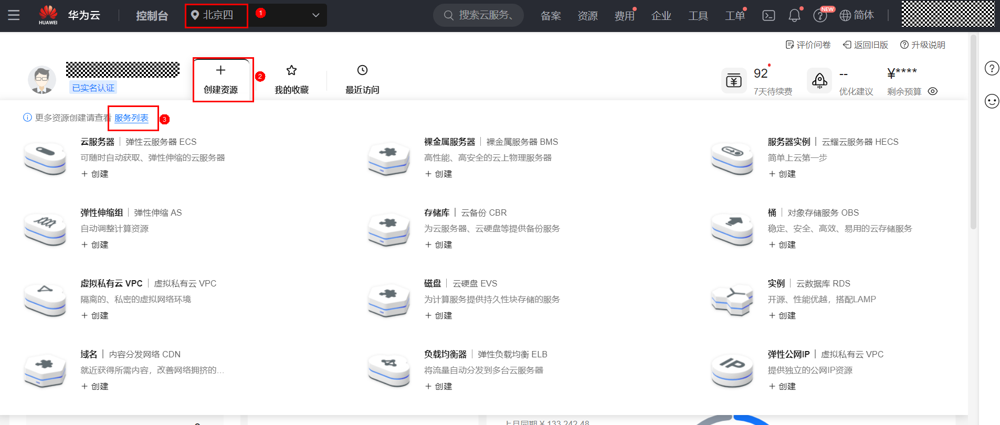 HUAWEI 华为云 控制台 北京四 1 搜索云服务、 备案 资源 费用 企业 工具 工单 NEW 简体
评价问卷 返回旧版 升级说明
已实名认证
创建资源 2 我的收藏 最近访问
92 -- ¥****
7天待续费 优化建议 剩余预算
更多资源创建请查看 服务列表 3
云服务器 弹性云服务器 ECS
可随时自动获取、弹性伸缩的云服务器
+ 创建
裸金属服务器 裸金属服务器 BMS
高性能、高安全的云上物理服务器
+ 创建
服务器实例 云耀云服务器 HECS
简单上云第一步
+ 创建
弹性伸缩组 弹性伸缩 AS
自动调整计算资源
+ 创建
存储库 云备份 CBR
为云服务器、云硬盘等提供备份服务
+ 创建
桶 对象存储服务 OBS
稳定、安全、高效、易用的云存储服务
+ 创建
虚拟私有云 VPC 虚拟私有云 VPC
隔离的、私密的虚拟网络环境
+ 创建
磁盘 云硬盘 EVS
为计算服务提供持久性块存储的服务
+ 创建
实例 云数据库 RDS
开源、性能优越，搭配LAMP
+ 创建
域名 内容分发网络 CDN
就近获得所需内容，改善网络拥挤的...
+ 创建
负载均衡器 弹性负载均衡 ELB
将流量自动分发到多台云服务器
+ 创建
弹性公网IP 虚拟私有云 VPC
IP
提供独立的公网IP资源
+ 创建
上月同期 ¥ 133,242.48